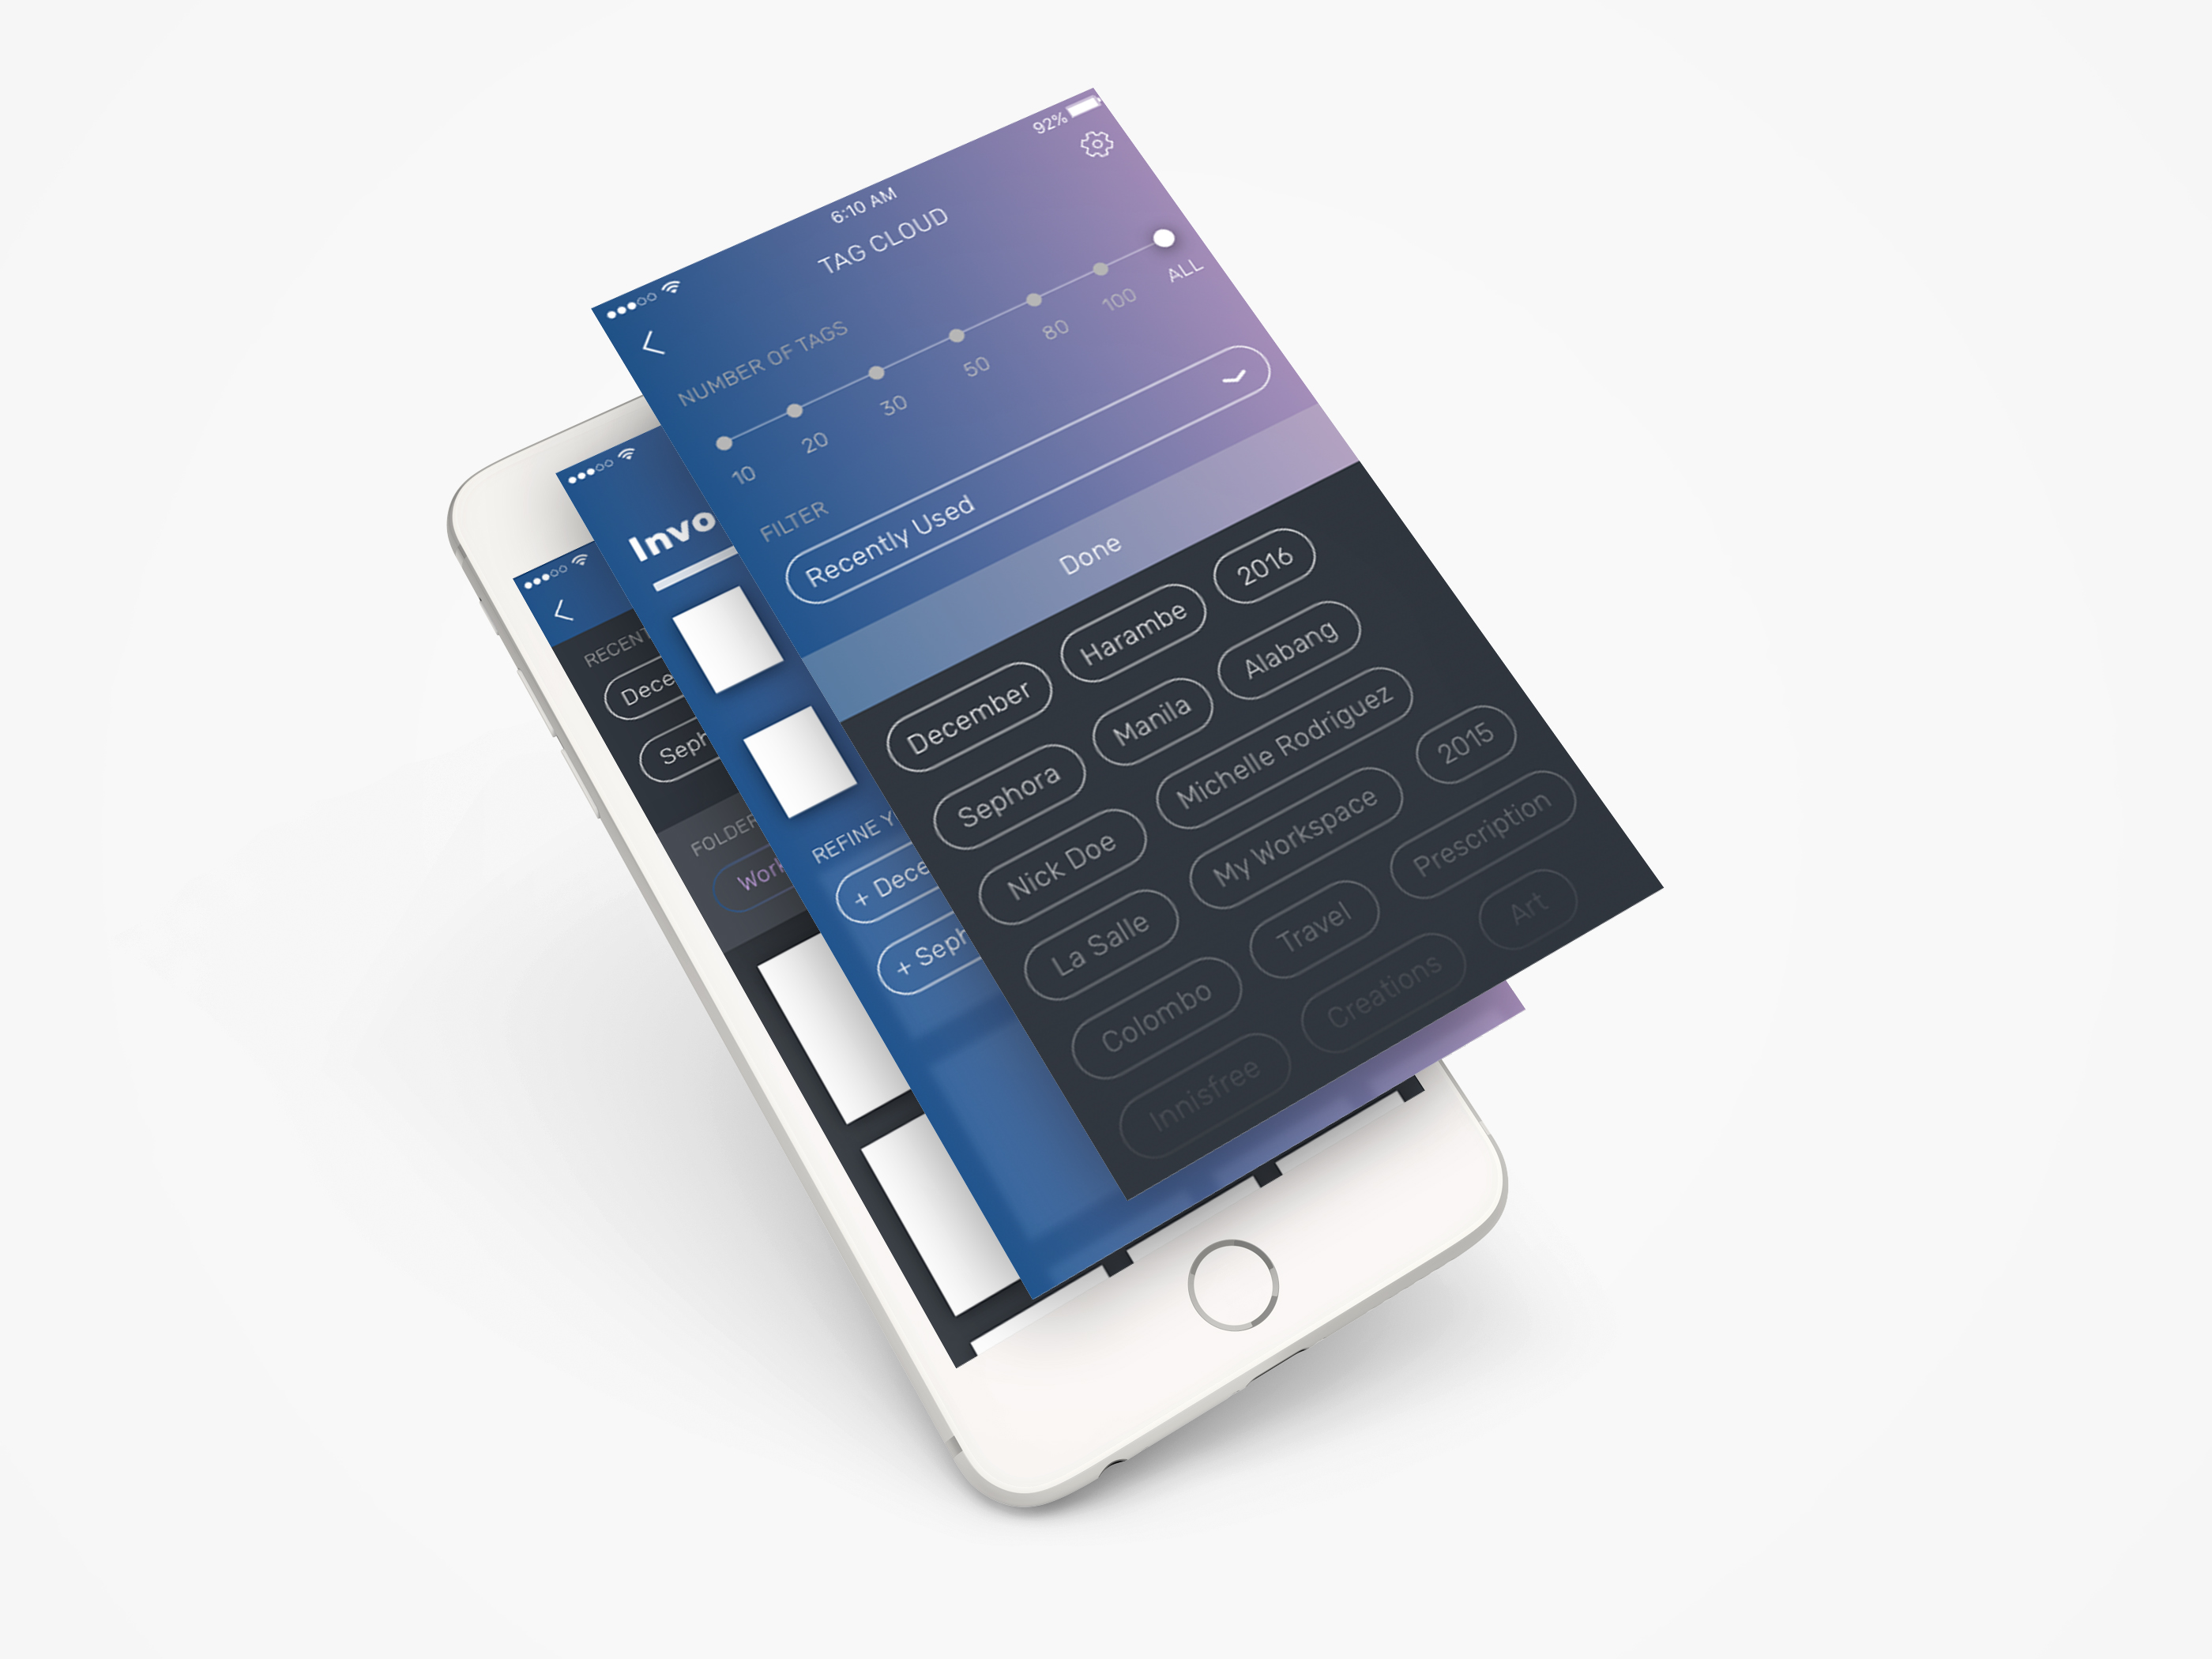 92%
6:10 AM
TAG CLOUD
NUMBER OF TAGS
10 20 30 50 80 100 ALL
FILTER
Recently Used
Done
December Harambe 2016
Sephora Manila Alabang
Nick Doe Michelle Rodriguez
La Salle My Workspace 2015
Colombo Travel Prescription
Innisfree Creations Art
Invo
REFINE Y
+ Dece
+ Seph
RECENT
Dece
Seph
FOLDER
Work